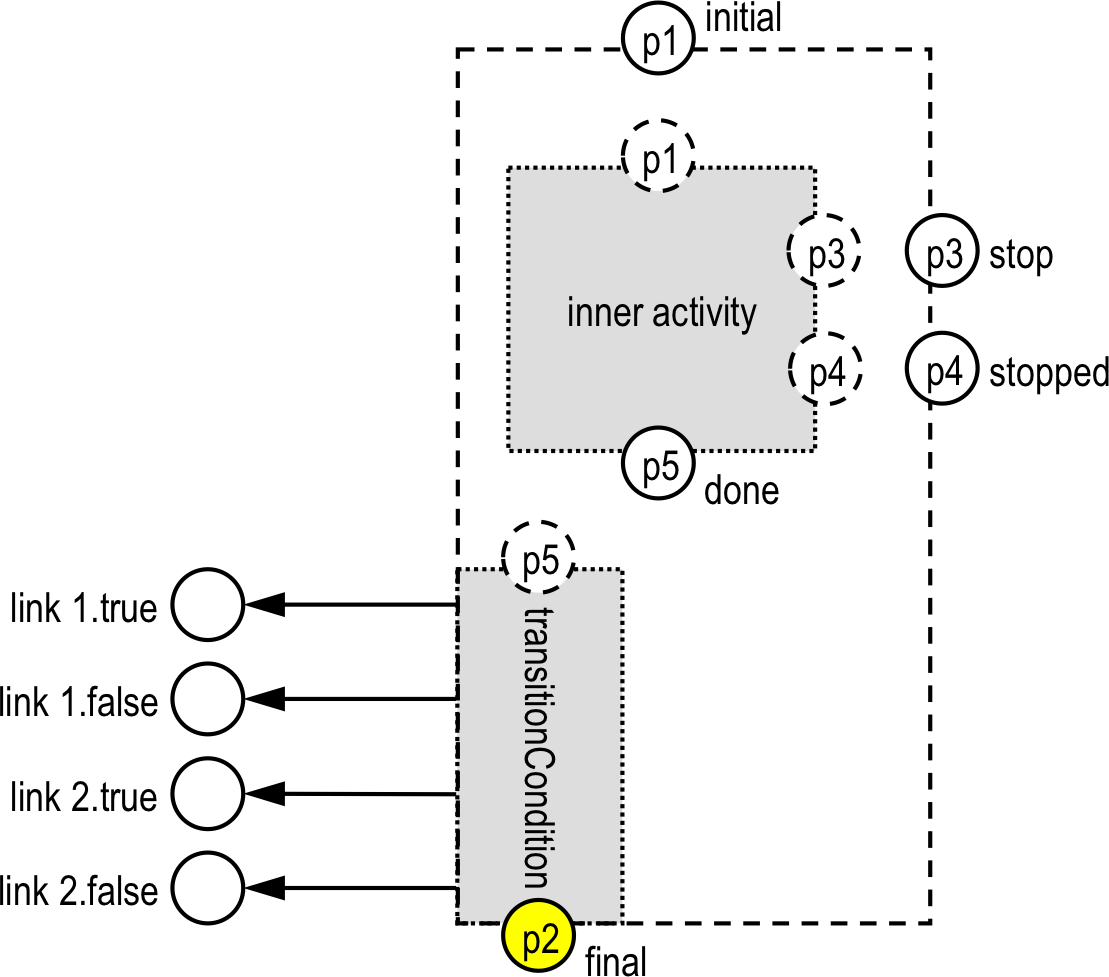 p1 initial
p1
p3
p3 stop
inner activity
p4
p4 stopped
p5 done
p5
link 1.true
link 1.false
link 2.true
link 2.false
transitionCondition
p2 final